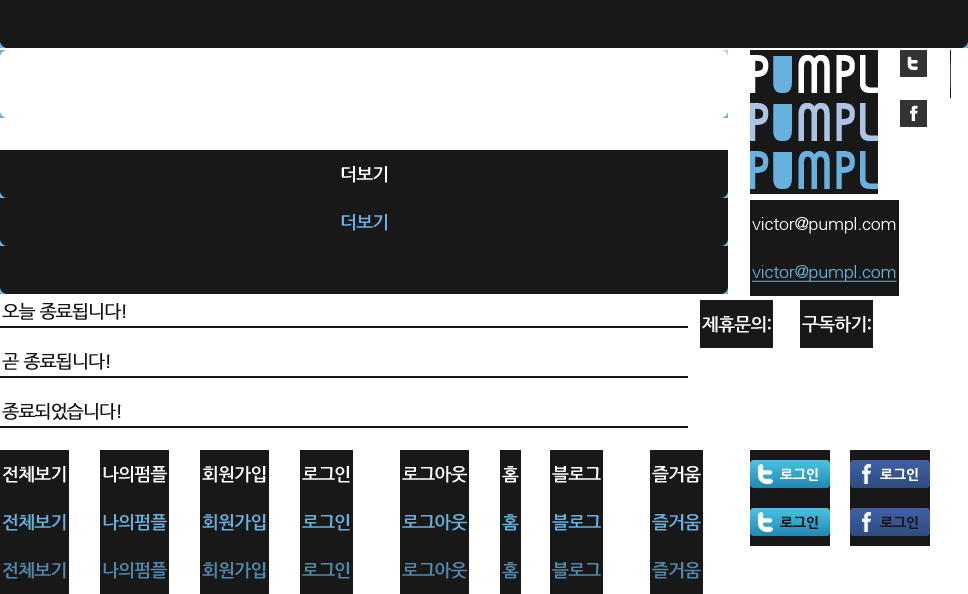 PUMPL
PUMPL
PUMPL
더보기
더보기
victor@pumpl.com
victor@pumpl.com
오늘 종료됩니다!
제휴문의: 구독하기:
곧 종료됩니다!
종료되었습니다!
전체보기 나의펌플 회원가입 로그인 로그아웃 홈 블로그 즐거움 로그인 로그인
전체보기 나의펌플 회원가입 로그인 로그아웃 홈 블로그 즐거움 로그인 로그인
전체보기 나의펌플 회원가입 로그인 로그아웃 홈 블로그 즐거움